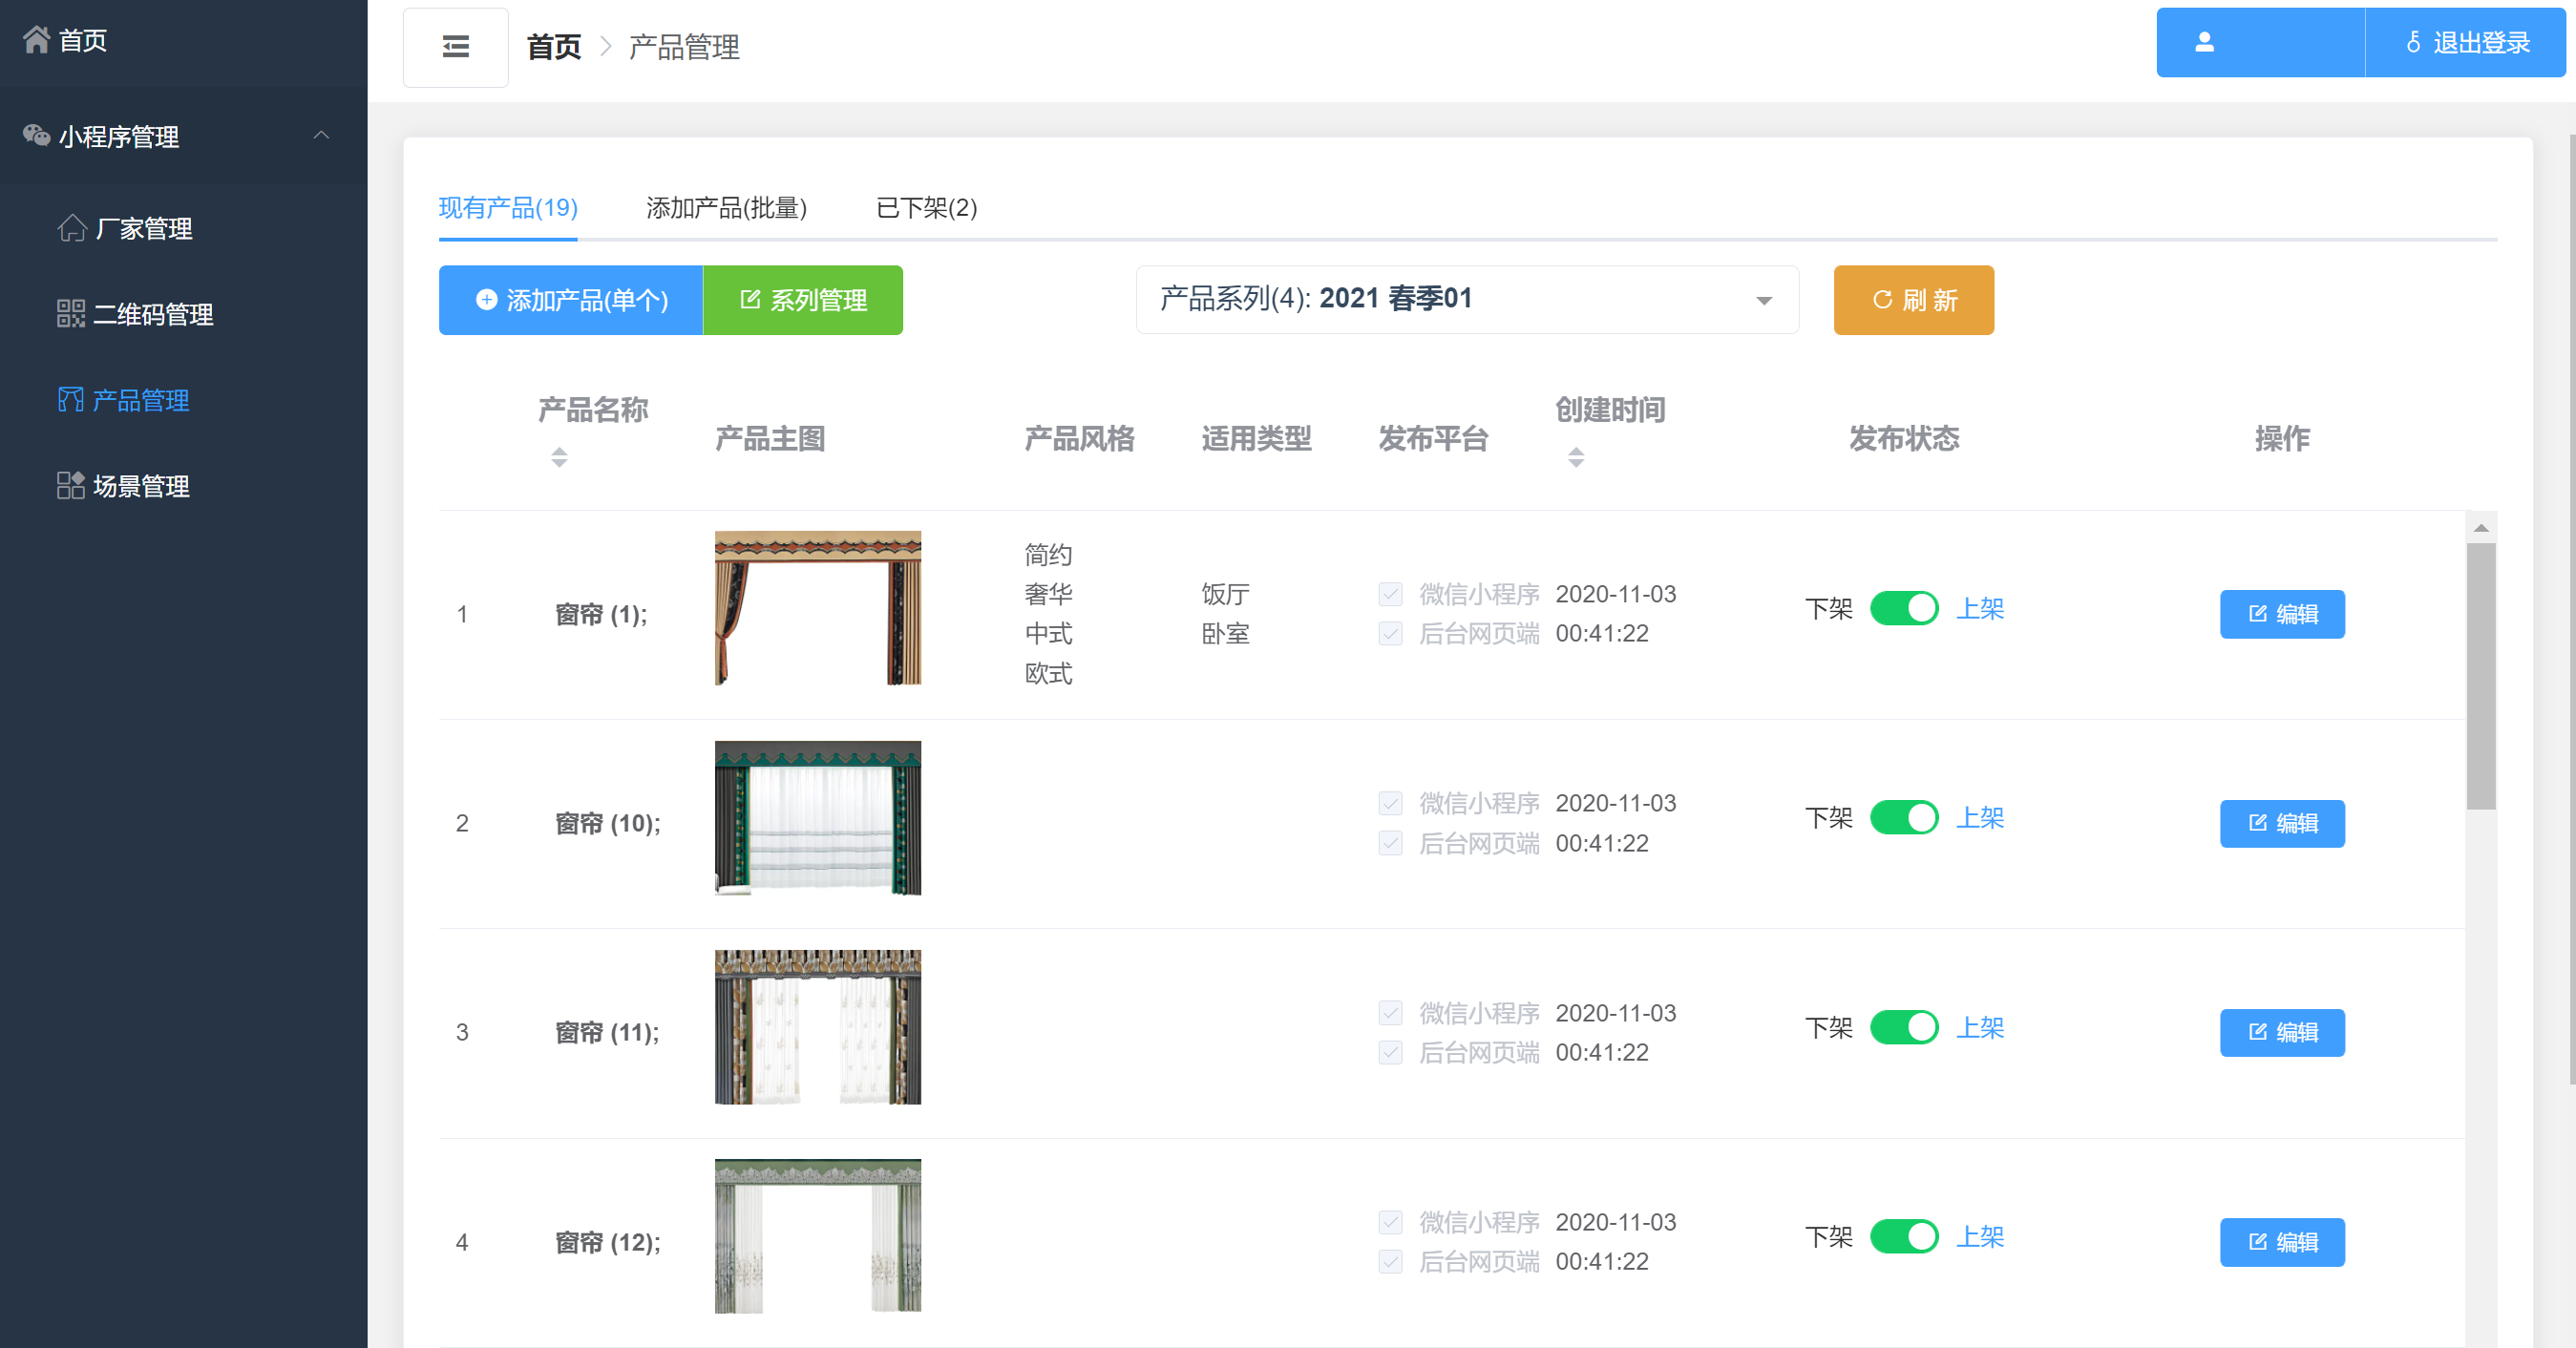 首页
小程序管理
厂家管理
二维码管理
产品管理
场景管理
首页 产品管理
退出登录
现有产品(19) 添加产品(批量) 已下架(2)
添加产品(单个) 系列管理 产品系列(4): 2021 春季01 刷 新
产品名称 产品主图 产品风格 适用类型 发布平台 创建时间 发布状态 操作
1 窗帘 (1);
简约
奢华
中式
欧式
饭厅
卧室
微信小程序
后台网页端
2020-11-03
00:41:22
下架 上架 编辑
2 窗帘 (10);
微信小程序
后台网页端
2020-11-03
00:41:22
下架 上架 编辑
3 窗帘 (11);
微信小程序
后台网页端
2020-11-03
00:41:22
下架 上架 编辑
4 窗帘 (12);
微信小程序
后台网页端
2020-11-03
00:41:22
下架 上架 编辑